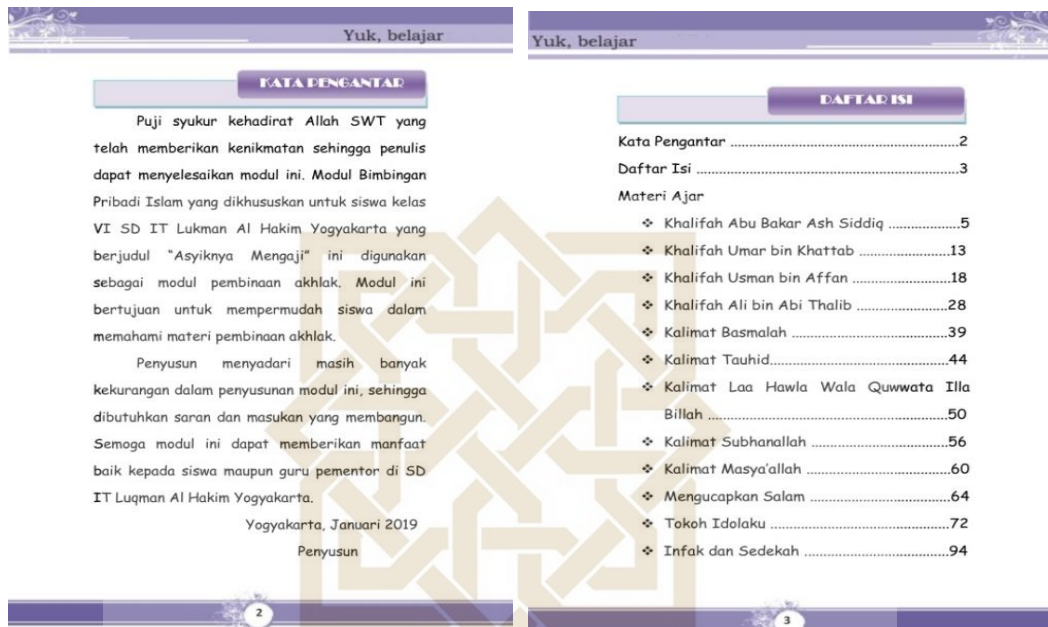 Yuk, belajar
KATA PENGANTAR
Puji syukur kehadirat Allah SWT yang
telah memberikan kenikmatan sehingga penulis
dapat menyelesaikan modul ini. Modul Bimbingan
Pribadi Islam yang dikhususkan untuk siswa kelas
VI SD IT Lukman Al Hakim Yogyakarta yang
berjudul "Asyiknya Mengaji" ini digunakan
sebagai modul pembinaan akhlak. Modul ini
bertujuan untuk mempermudah siswa dalam
memahami materi pembinaan akhlak.
Penyusun menyadari masih banyak
kekurangan dalam penyusunan modul ini, sehingga
dibutuhkan saran dan masukan yang membangun.
Semoga modul ini dapat memberikan manfaat
baik kepada siswa maupun guru pementor di SD
IT Luqman Al Hakim Yogyakarta.
Yogyakarta, Januari 2019
Penyusun
2
Yuk, belajar
DAFTAR ISI
Kata Pengantar ...............................................2
Daftar Isi ......................................................3
Materi Ajar
❖ Khalifah Abu Bakar Ash Siddiq ...................5
❖ Khalifah Umar bin Khattab ........................13
❖ Khalifah Usman bin Affan ..........................18
❖ Khalifah Ali bin Abi Thalib ........................28
❖ Kalimat Basmalah .....................................39
❖ Kalimat Tauhid.........................................44
❖ Kalimat Laa Hawla Wala Quwwata Illa
Billah ......................................................50
❖ Kalimat Subhanallah ..................................56
❖ Kalimat Masya'allah ...................................60
❖ Mengucapkan Salam ..................................64
❖ Tokoh Idolaku ..........................................72
❖ Infak dan Sedekah ....................................94
3